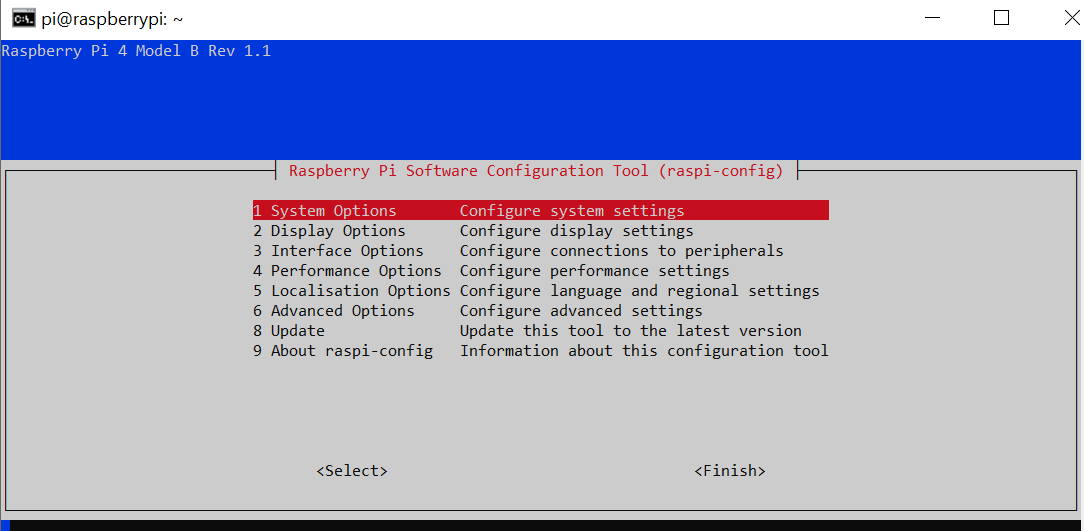 pi@raspberrypi: ~
Raspberry Pi 4 Model B Rev 1.1
Raspberry Pi Software Configuration Tool (raspi-config)
1 System Options Configure system settings
2 Display Options Configure display settings
3 Interface Options Configure connections to peripherals
4 Performance Options Configure performance settings
5 Localisation Options Configure language and regional settings
6 Advanced Options Configure advanced settings
8 Update Update this tool to the latest version
9 About raspi-config Information about this configuration tool
<Select> <Finish>